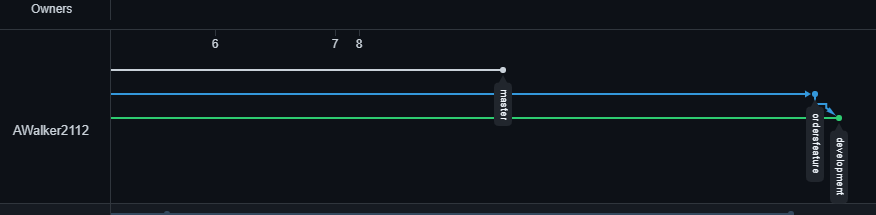 Owners
6 7 8
AWalker2112
master
ordersfeature
development